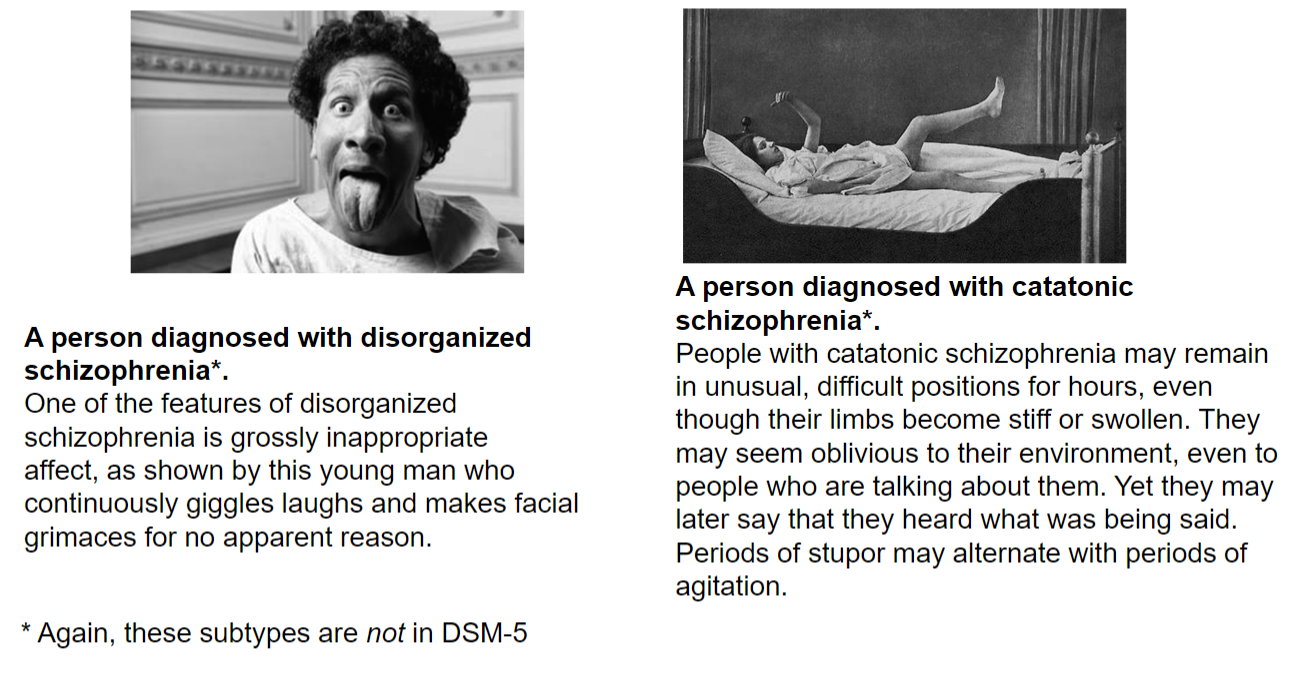 A person diagnosed with disorganized
schizophrenia*.
One of the features of disorganized
schizophrenia is grossly inappropriate
affect, as shown by this young man who
continuously giggles laughs and makes facial
grimaces for no apparent reason.
* Again, these subtypes are not in DSM-5
A person diagnosed with catatonic
schizophrenia*.
People with catatonic schizophrenia may remain
in unusual, difficult positions for hours, even
though their limbs become stiff or swollen. They
may seem oblivious to their environment, even to
people who are talking about them. Yet they may
later say that they heard what was being said.
Periods of stupor may alternate with periods of
agitation.